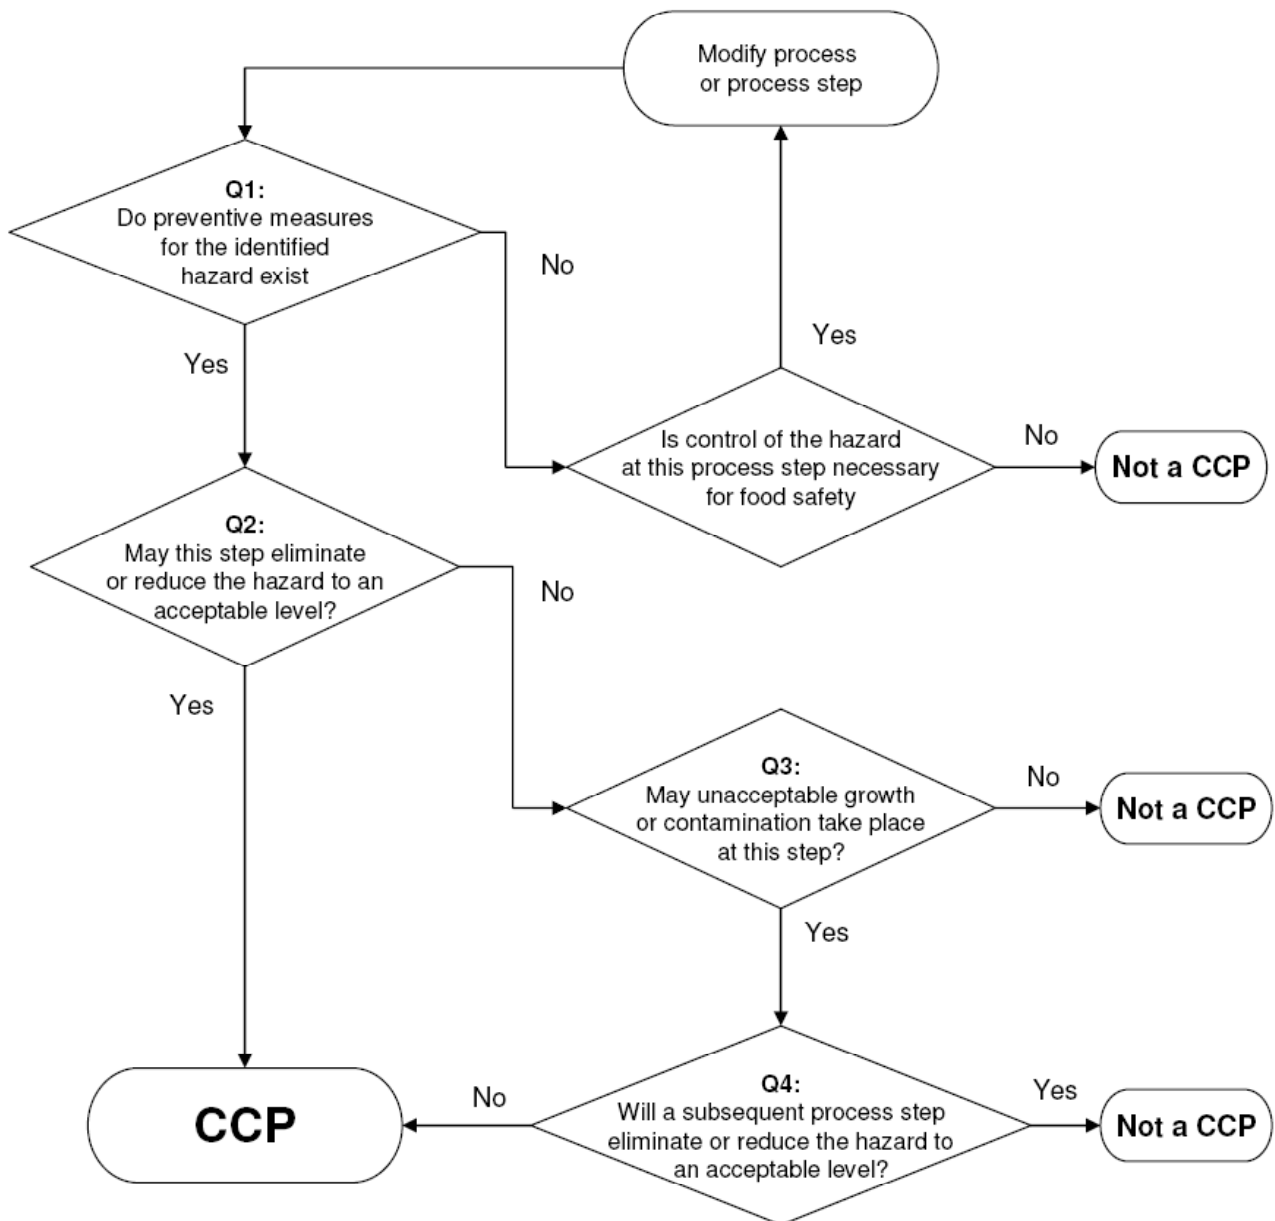 Modify process
or process step
Q1:
Do preventive measures
for the identified
hazard exist
No
Yes
Yes
Is control of the hazard
at this process step necessary
for food safety
No
Not a CCP
Q2:
May this step eliminate
or reduce the hazard to an
acceptable level?
No
Yes
Q3:
May unacceptable growth
or contamination take place
at this step?
No
Not a CCP
Yes
CCP
No
Q4:
Will a subsequent process step
eliminate or reduce the hazard to
an acceptable level?
Yes
Not a CCP